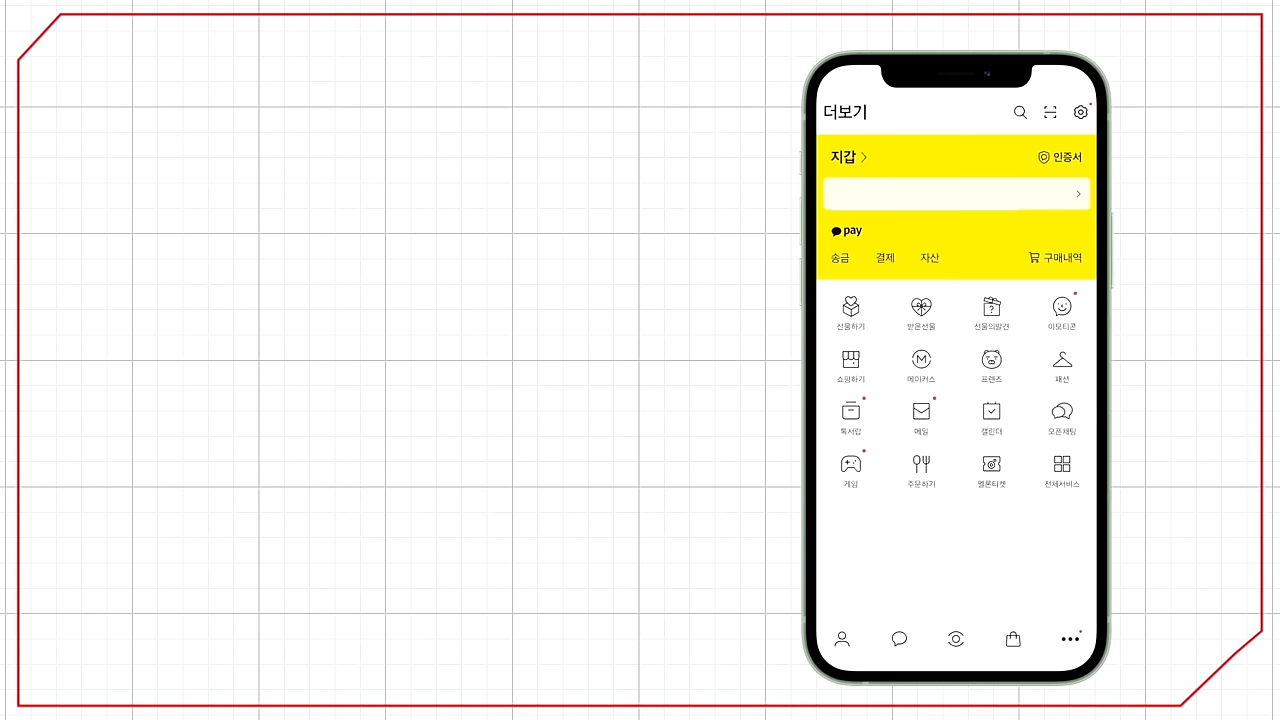 더보기
지갑
인증서
pay
송금 결제 자산 구매내역
선물하기 받은선물 선물의발견 이모티콘
쇼핑하기 메이커스 프렌즈 패션
톡서랍 메일 캘린더 오픈채팅
게임 주문하기 멜론티켓 전체서비스